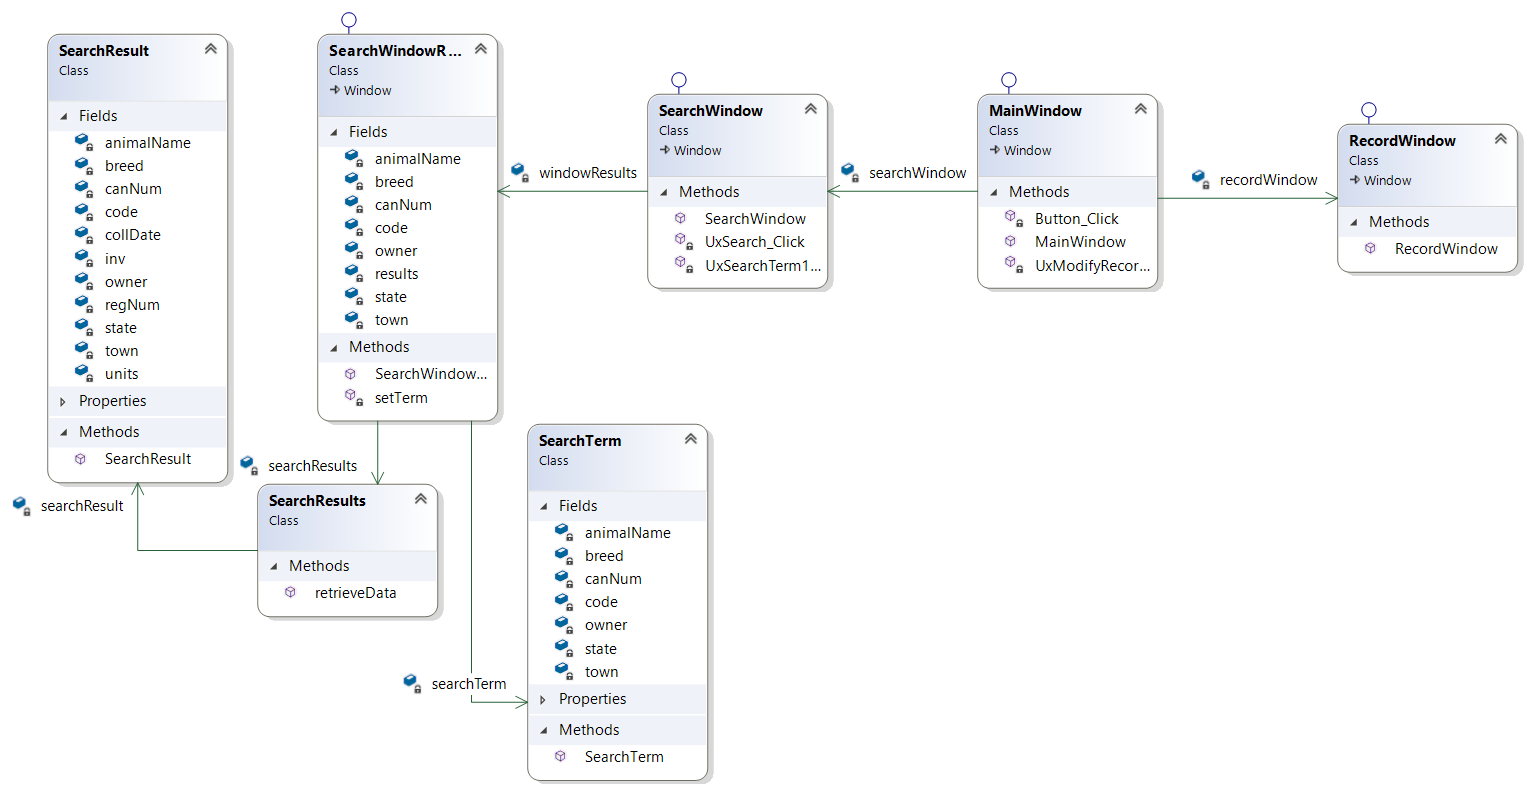 SearchResult
Class
Fields
animalName
breed
canNum
code
collDate
inv
owner
regNum
state
town
units
Properties
Methods
SearchResult
searchResult
SearchWindowR...
Class
Window
Fields
animalName
breed
canNum
code
owner
results
state
town
Methods
SearchWindow...
setTerm
searchResults
SearchResults
Class
Methods
retrieveData
searchTerm
SearchTerm
Class
Fields
animalName
breed
canNum
code
owner
state
town
Properties
Methods
SearchTerm
windowResults
SearchWindow
Class
Window
Methods
SearchWindow
UxSearch_Click
UxSearchTerm1...
searchWindow
MainWindow
Class
Window
Methods
Button_Click
MainWindow
UxModifyRecor...
recordWindow
RecordWindow
Class
Window
Methods
RecordWindow